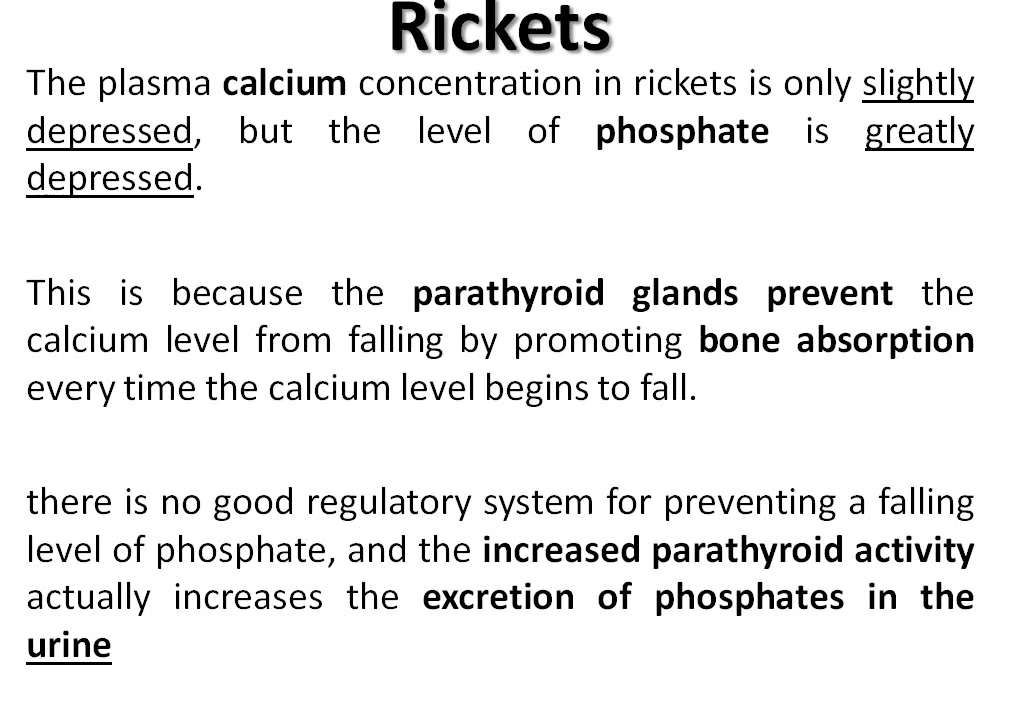 Rickets
The plasma calcium concentration in rickets is only slightly
depressed, but the level of phosphate is greatly
depressed.
This is because the parathyroid glands prevent the
calcium level from falling by promoting bone absorption
every time the calcium level begins to fall.
there is no good regulatory system for preventing a falling
level of phosphate, and the increased parathyroid activity
actually increases the excretion of phosphates in the
urine